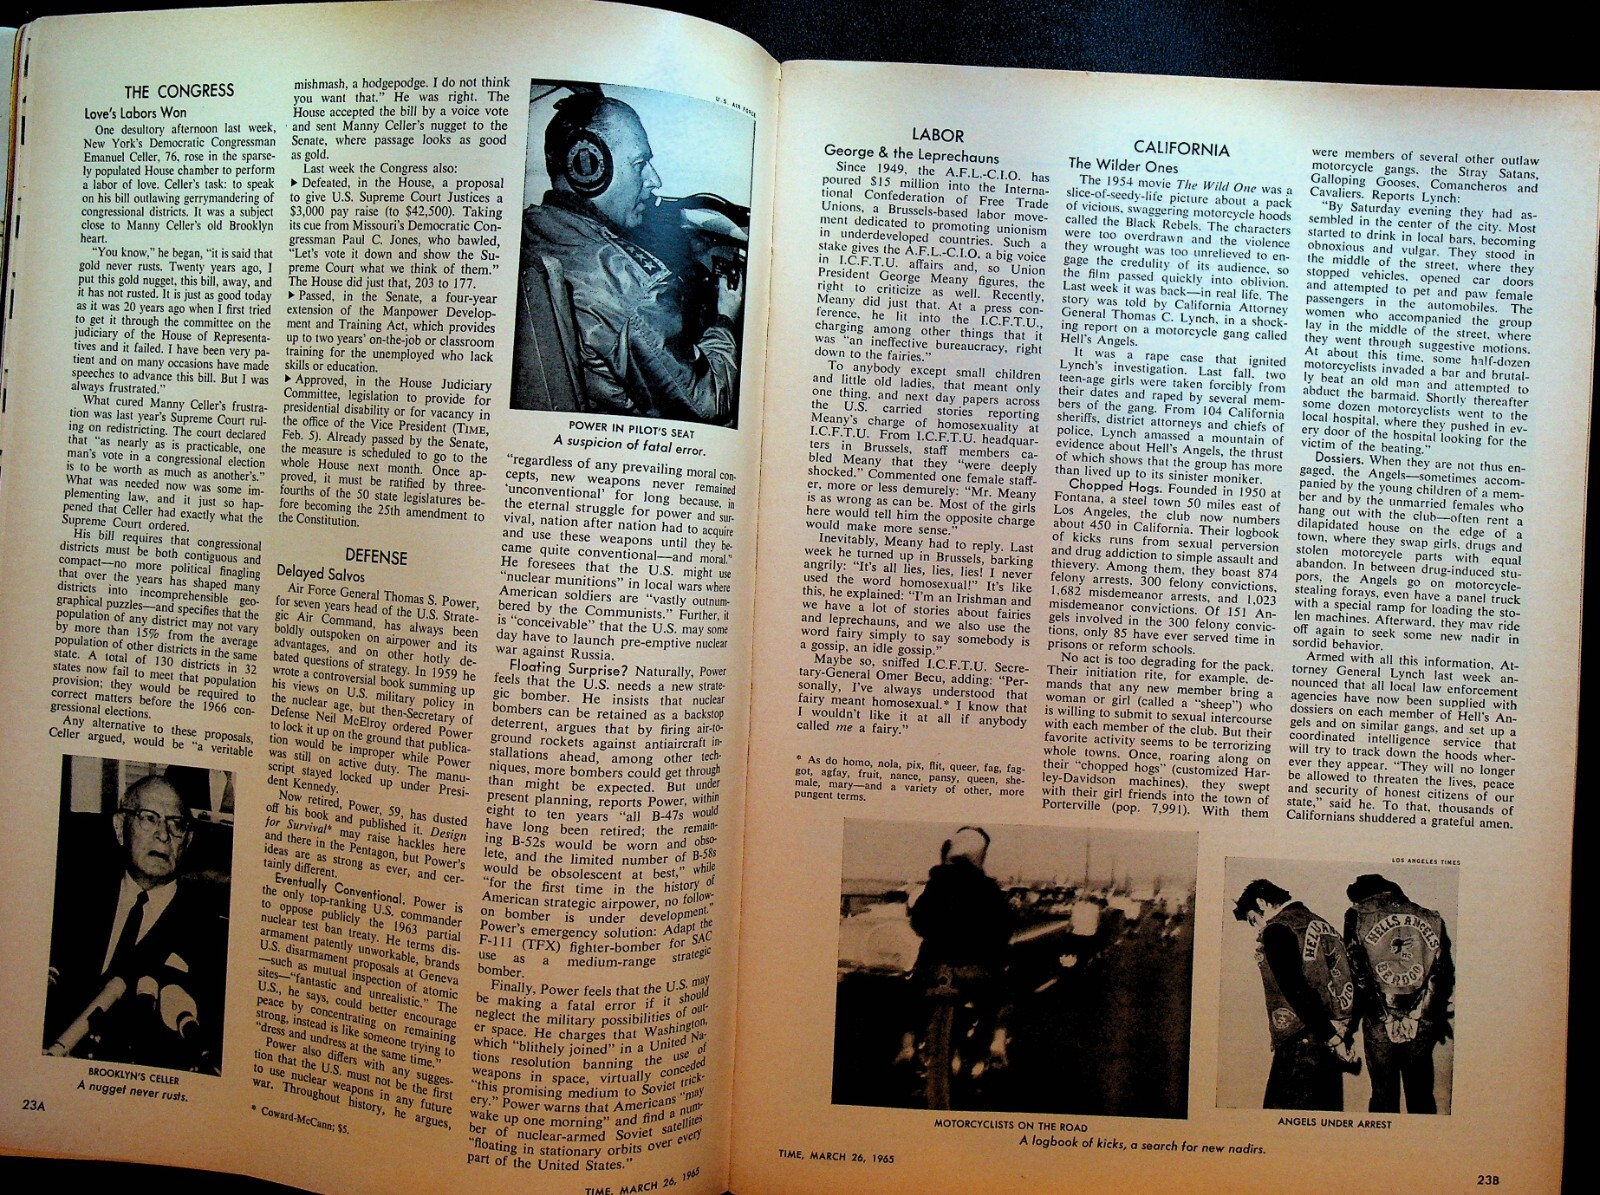 THE CONGRESS
Love's Labors Won
One desultory afternoon last week,
New York's Democratic Congressman
Emanuel Celler, 76, rose in the sparse-
ly populated House chamber to perform
a labor of love. Celler's task: to speak
on his bill outlawing gerrymandering of
congressional districts. It was a subject
close to Manny Celler's old Brooklyn
heart.
"You know," he began, "it is said that
gold never rusts. Twenty years ago, I
put this gold nugget, this bill, away, and
it has not rusted. It is just as good today
as it was 20 years ago when I first tried
to get it through the committee on the
judiciary of the House of Representa-
tives and it failed. I have been very pa-
tient and on many occasions have made
speeches to advance this bill. But I was
always frustrated."
What cured Manny Celler's frustra-
tion was last year's Supreme Court rul-
ing on redistricting. The court declared
that "as nearly as is practicable, one
man's vote in a congressional election
is to be worth as much as another's."
What was needed now was some im-
plementing law, and it just so hap-
pened that Celler had exactly what the
Supreme Court ordered.
His bill requires that congressional
districts must be both contiguous and
compact—no more political finagling
that over the years has shaped many
districts into incomprehensible geo-
graphical puzzles—and specifies that the
population of any district may not vary
by more than 15% from the average
population of other districts in the same
state. A total of 130 districts in 32
states now fail to meet that population
provision; they would be required to
correct matters before the 1966 con-
gressional elections.
Any alternative to these proposals,
Celler argued, would be "a veritable
BROOKLYN'S CELLER
A nugget never rusts.
23A
mishmash, a hodgepodge. I do not think
you want that." He was right. The
House accepted the bill by a voice vote
and sent Manny Celler's nugget to the
Senate, where passage looks as good
as gold.
Last week the Congress also:
▶ Defeated, in the House, a proposal
to give U.S. Supreme Court Justices a
$3,000 pay raise (to $42,500). Taking
its cue from Missouri's Democratic Con-
gressman Paul C. Jones, who bawled,
"Let's vote it down and show the Su-
preme Court what we think of them."
The House did just that, 203 to 177.
▶ Passed, in the Senate, a four-year
extension of the Manpower Develop-
ment and Training Act, which provides
up to two years' on-the-job or classroom
training for the unemployed who lack
skills or education.
▶ Approved, in the House Judiciary
Committee, legislation to provide for
presidential disability or for vacancy in
the office of the Vice President (TIME,
Feb. 5). Already passed by the Senate,
the measure is scheduled to go to the
whole House next month. Once ap-
proved, it must be ratified by three-
fourths of the 50 state legislatures be-
fore becoming the 25th amendment to
the Constitution.
DEFENSE
Delayed Salvos
Air Force General Thomas S. Power,
for seven years head of the U.S. Strate-
gic Air Command, has always been
boldly outspoken on airpower and its
advantages, and on other hotly de-
bated questions of strategy. In 1959 he
wrote a controversial book summing up
his views on U.S. military policy in
the nuclear age, but then-Secretary of
Defense Neil McElroy ordered Power
to lock it up on the ground that publica-
tion would be improper while Power
was still on active duty. The manu-
script stayed locked up under Presi-
dent Kennedy.
Now retired, Power, 59, has dusted
off his book and published it. Design
for Survival* may raise hackles here
and there in the Pentagon, but Power's
ideas are as strong as ever, and cer-
tainly different.
Eventually Conventional. Power is
the only top-ranking U.S. commander
to oppose publicly the 1963 partial
nuclear test ban treaty. He terms dis-
armament patently unworkable, brands
U.S. disarmament proposals at Geneva
—such as mutual inspection of atomic
sites—"fantastic and unrealistic." The
U.S., he says, could better encourage
peace by concentrating on remaining
strong, instead is like someone trying to
"dress and undress at the same time."
Power also differs with any sugges-
tion that the U.S. must not be the first
to use nuclear weapons in any future
war. Throughout history, he argues,
* Coward-McCann; $5.
U.S. AIR FORCE
POWER IN PILOT'S SEAT
A suspicion of fatal error.
"regardless of any prevailing moral con-
cepts, new weapons never remained
'unconventional' for long because, in
the eternal struggle for power and sur-
vival, nation after nation had to acquire
and use these weapons until they be-
came quite conventional—and moral."
He foresees that the U.S. might use
"nuclear munitions" in local wars where
American soldiers are "vastly outnum-
bered by the Communists." Further, it
is "conceivable" that the U.S. may some
day have to launch pre-emptive nuclear
war against Russia.
Floating Surprise? Naturally, Power
feels that the U.S. needs a new strate-
gic bomber. He insists that nuclear
bombers can be retained as a backstop
deterrent, argues that by firing air-to-
ground rockets against antiaircraft in-
stallations ahead, among other tech-
niques, more bombers could get through
than might be expected. But under
present planning, reports Power, within
eight to ten years "all B-47s would
have long been retired; the remain-
ing B-52s would be worn and obso-
lete, and the limited number of B-58s
would be obsolescent at best," while
"for the first time in the history of
American strategic airpower, no follow-
on bomber is under development."
Power's emergency solution: Adapt the
F-111 (TFX) fighter-bomber for SAC
use as a medium-range strategic
bomber.
Finally, Power feels that the U.S. may
be making a fatal error if it should
neglect the military possibilities of out-
er space. He charges that Washington,
which "blithely joined" in a United Na-
tions resolution banning the use of
weapons in space, virtually conceded
"this promising medium to Soviet trick-
ery." Power warns that Americans "may
wake up one morning" and find a num-
ber of nuclear-armed Soviet satellites
"floating in stationary orbits over every
part of the United States."
TIME, MARCH 26, 1965
LABOR
George & the Leprechauns
Since 1949, the A.F.L.-C.I.O. has
poured $15 million into the Interna-
tional Confederation of Free Trade
Unions, a Brussels-based labor move-
ment dedicated to promoting unionism
in underdeveloped countries. Such a
stake gives the A.F.L.-C.I.O. a big voice
in I.C.F.T.U. affairs and, so Union
President George Meany figures, the
right to criticize as well. Recently,
Meany did just that. At a press con-
ference, he lit into the I.C.F.T.U.,
charging among other things that it
was "an ineffective bureaucracy, right
down to the fairies."
To anybody except small children
and little old ladies, that meant only
one thing, and next day papers across
the U.S. carried stories reporting
Meany's charge of homosexuality at
I.C.F.T.U. From I.C.F.T.U. headquar-
ters in Brussels, staff members ca-
bled Meany that they "were deeply
shocked." Commented one female staff-
er, more or less demurely: "Mr. Meany
is as wrong as can be. Most of the girls
here would tell him the opposite charge
would make more sense."
Inevitably, Meany had to reply. Last
week he turned up in Brussels, barking
angrily: "It's all lies, lies, lies! I never
used the word homosexual!" It's like
this, he explained: "I'm an Irishman and
we have a lot of stories about fairies
and leprechauns, and we also use the
word fairy simply to say somebody is
a gossip, an idle gossip."
Maybe so, sniffed I.C.F.T.U. Secre-
tary-General Omer Becu, adding: "Per-
sonally, I've always understood that
fairy meant homosexual.* I know that
I wouldn't like it at all if anybody
called me a fairy."
* As do homo, nola, pix, flit, queer, fag, fag-
got, agfay, fruit, nance, pansy, queen, she-
male, mary—and a variety of other, more
pungent terms.
CALIFORNIA
The Wilder Ones
The 1954 movie The Wild One was a
slice-of-seedy-life picture about a pack
of vicious, swaggering motorcycle hoods
called the Black Rebels. The characters
were too overdrawn and the violence
they wrought was too unrelieved to en-
gage the credulity of its audience, so
the film passed quickly into oblivion.
Last week it was back—in real life. The
story was told by California Attorney
General Thomas C. Lynch, in a shock-
ing report on a motorcycle gang called
Hell's Angels.
It was a rape case that ignited
Lynch's investigation. Last fall, two
teen-age girls were taken forcibly from
their dates and raped by several mem-
bers of the gang. From 104 California
sheriffs, district attorneys and chiefs of
police, Lynch amassed a mountain of
evidence about Hell's Angels, the thrust
of which shows that the group has more
than lived up to its sinister moniker.
Chopped Hogs. Founded in 1950 at
Fontana, a steel town 50 miles east of
Los Angeles, the club now numbers
about 450 in California. Their logbook
of kicks runs from sexual perversion
and drug addiction to simple assault and
thievery. Among them, they boast 874
felony arrests, 300 felony convictions,
1,682 misdemeanor arrests, and 1,023
misdemeanor convictions. Of 151 An-
gels involved in the 300 felony convic-
tions, only 85 have ever served time in
prisons or reform schools.
No act is too degrading for the pack.
Their initiation rite, for example, de-
mands that any new member bring a
woman or girl (called a "sheep") who
is willing to submit to sexual intercourse
with each member of the club. But their
favorite activity seems to be terrorizing
whole towns. Once, roaring along on
their "chopped hogs" (customized Har-
ley-Davidson machines), they swept
with their girl friends into the town of
Porterville (pop. 7,991). With them
were members of several other outlaw
motorcycle gangs, the Stray Satans,
Galloping Gooses, Comancheros and
Cavaliers. Reports Lynch:
"By Saturday evening they had as-
sembled in the center of the city. Most
started to drink in local bars, becoming
obnoxious and vulgar. They stood in
the middle of the street, where they
stopped vehicles, opened car doors
and attempted to pet and paw female
passengers in the automobiles. The
women who accompanied the group
lay in the middle of the street, where
they went through suggestive motions.
At about this time, some half-dozen
motorcyclists invaded a bar and brutal-
ly beat an old man and attempted to
abduct the barmaid. Shortly thereafter
some dozen motorcyclists went to the
local hospital, where they pushed in ev-
ery door of the hospital looking for the
victim of the beating."
Dossiers. When they are not thus en-
gaged, the Angels—sometimes accom-
panied by the young children of a mem-
ber and by the unmarried females who
hang out with the club—often rent a
dilapidated house on the edge of a
town, where they swap girls, drugs and
stolen motorcycle parts with equal
abandon. In between drug-induced stu-
pors, the Angels go on motorcycle-
stealing forays, even have a panel truck
with a special ramp for loading the sto-
len machines. Afterward, they may ride
off again to seek some new nadir in
sordid behavior.
Armed with all this information, At-
torney General Lynch last week an-
nounced that all local law enforcement
agencies have now been supplied with
dossiers on each member of Hell's An-
gels and on similar gangs, and set up a
coordinated intelligence service that
will try to track down the hoods wher-
ever they appear. "They will no longer
be allowed to threaten the lives, peace
and security of honest citizens of our
state," said he. To that, thousands of
Californians shuddered a grateful amen.
LOS ANGELES TIMES
HELLS ANGELS
MC
BERDOO
MOTORCYCLISTS ON THE ROAD
ANGELS UNDER ARREST
A logbook of kicks, a search for new nadirs.
TIME, MARCH 26, 1965
23B